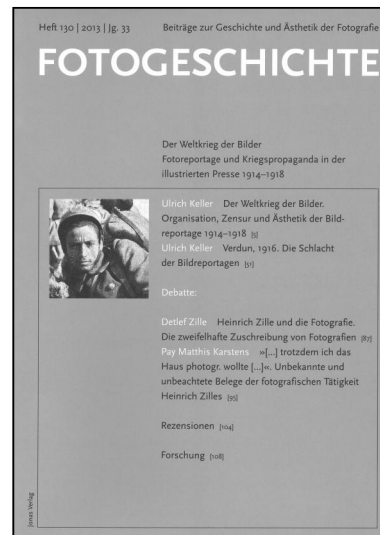 Heft 130 | 2013 | Jg. 33 Beiträge zur Geschichte und Ästhetik der Fotografie
FOTOGESCHICHTE
Der Weltkrieg der Bilder
Fotoreportage und Kriegspropaganda in der
illustrierten Presse 1914–1918
Ulrich Keller Der Weltkrieg der Bilder.
Organisation, Zensur und Ästhetik der Bild-
reportage 1914–1918 [5]
Ulrich Keller Verdun, 1916. Die Schlacht
der Bildreportagen [51]
Debatte:
Detlef Zille Heinrich Zille und die Fotografie.
Die zweifelhafte Zuschreibung von Fotografien [87]
Pay Matthis Karstens »[...] trotzdem ich das
Haus photogr. wollte [...]«. Unbekannte und
unbeachtete Belege der fotografischen Tätigkeit
Heinrich Zilles [95]
Rezensionen [104]
Forschung [108]
Jonas Verlag